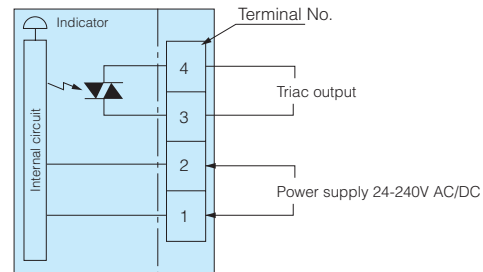 Terminal No.
Indicator
4
Triac output
3
Internal circuit
2
Power supply 24-240V AC/DC
1